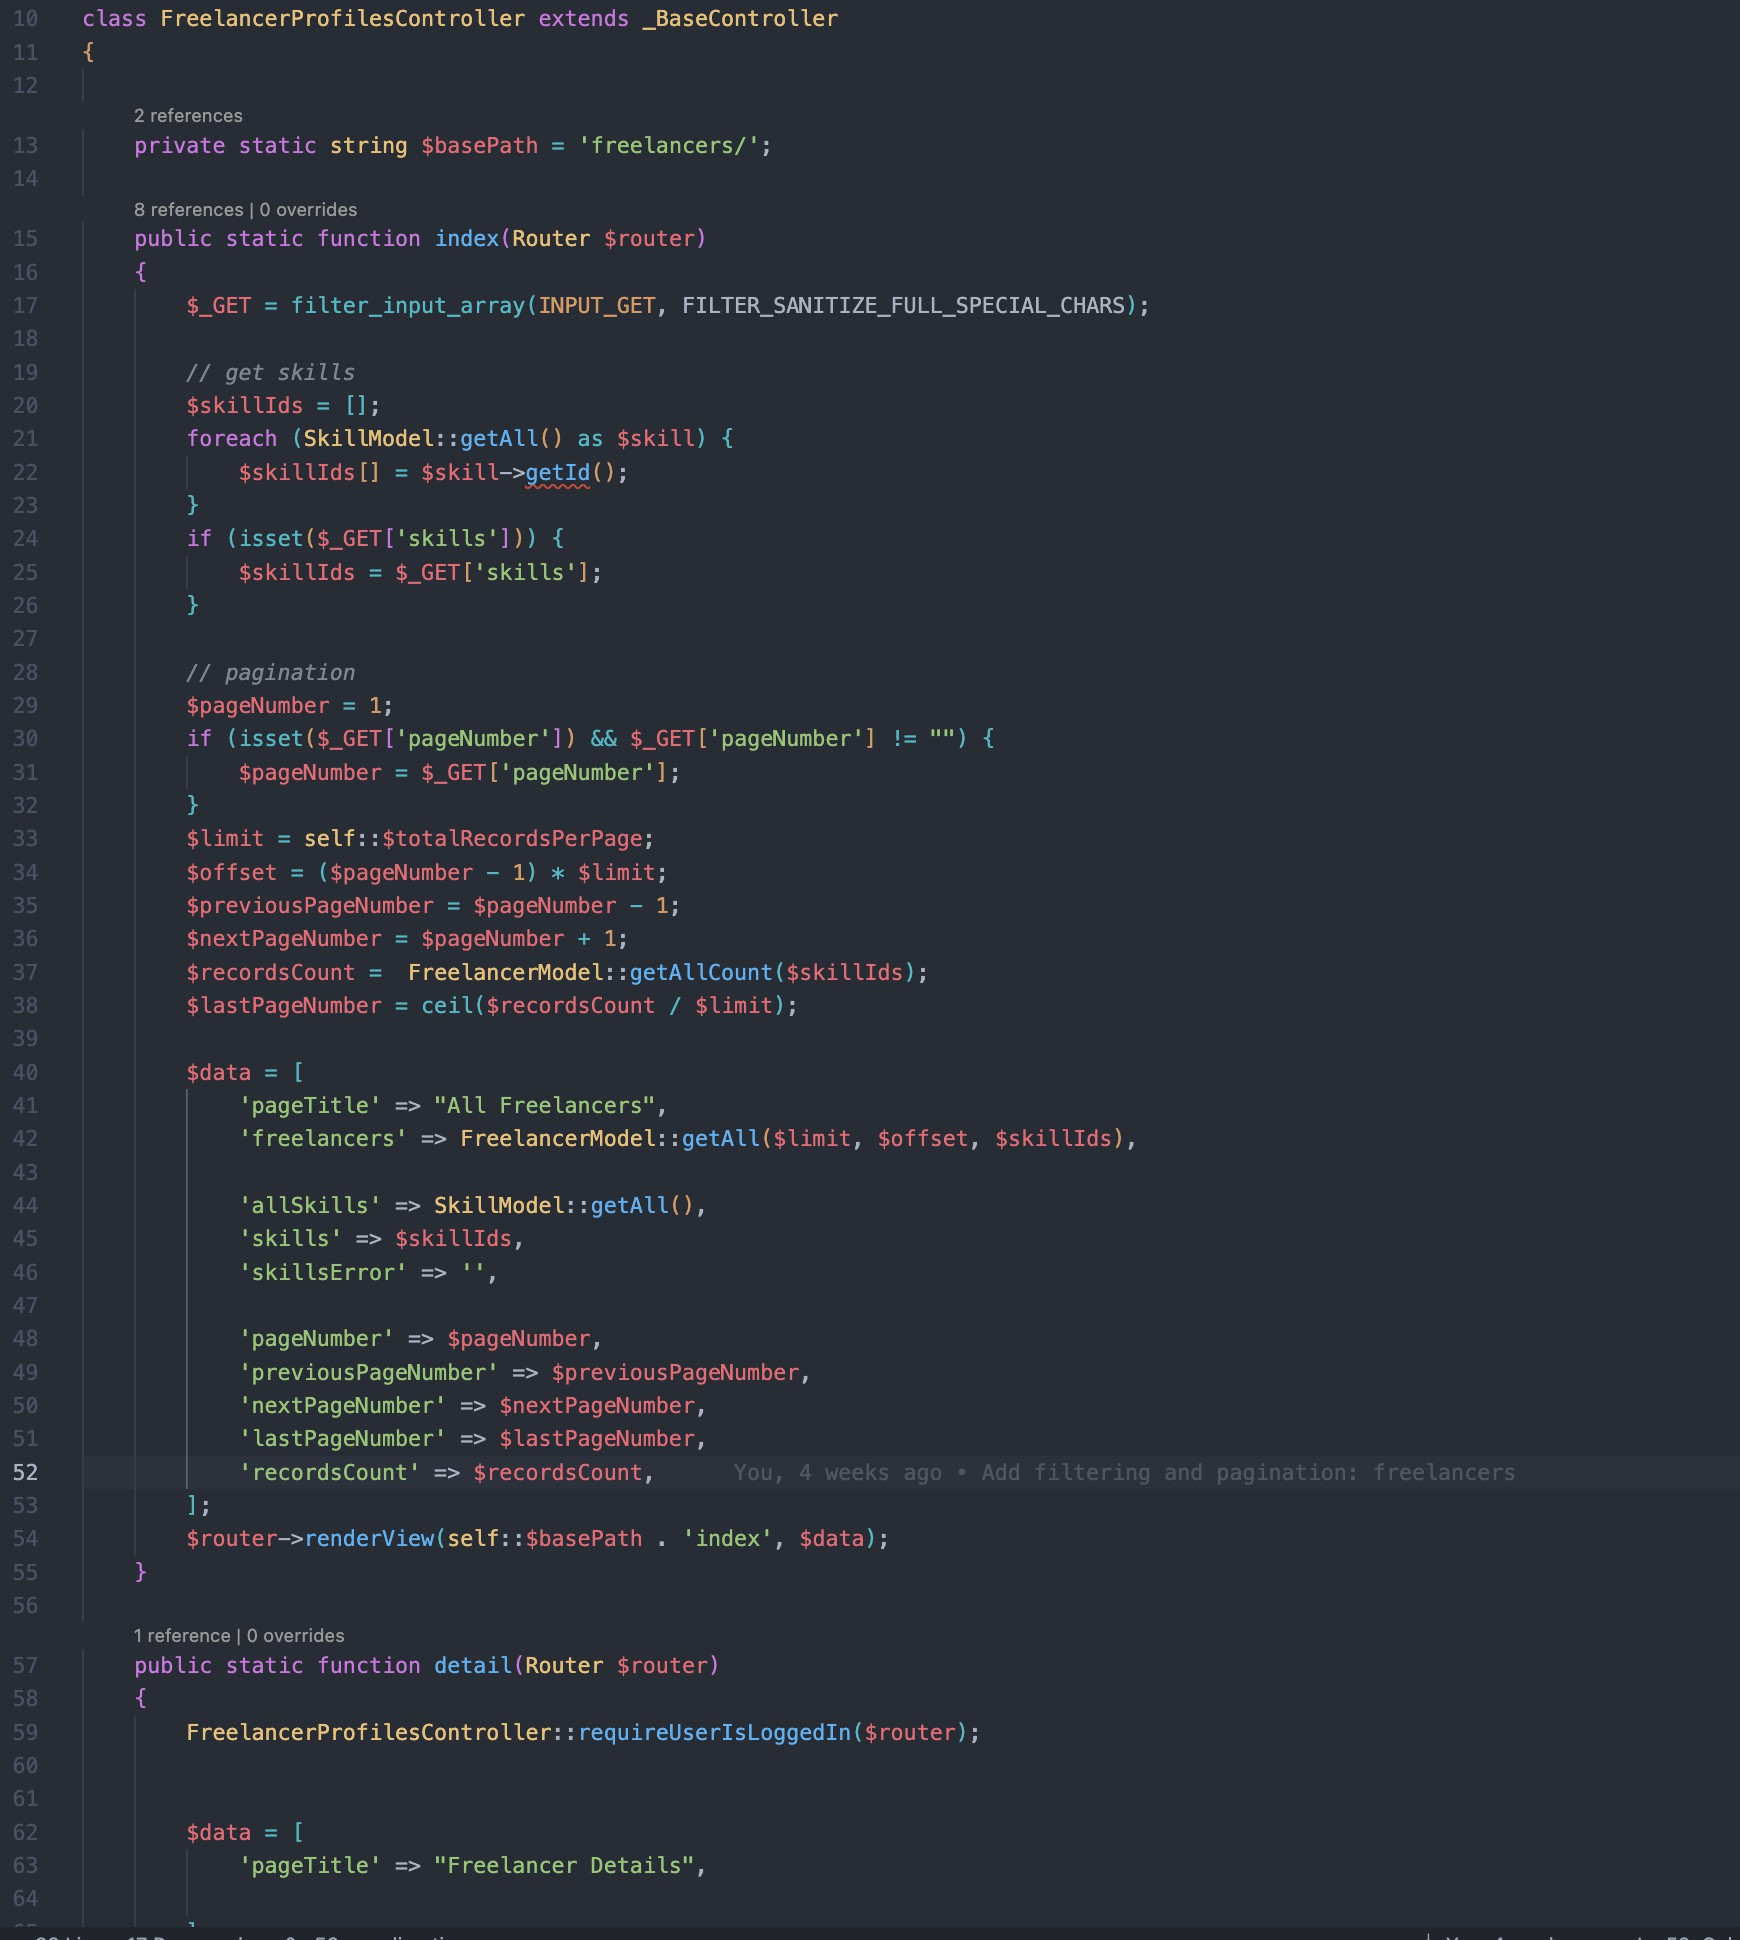 10 class FreelancerProfilesController extends _BaseController
11 {
12
2 references
13 private static string $basePath = 'freelancers/';
14
8 references | 0 overrides
15 public static function index(Router $router)
16 {
17 $_GET = filter_input_array(INPUT_GET, FILTER_SANITIZE_FULL_SPECIAL_CHARS);
18
19 // get skills
20 $skillIds = [];
21 foreach (SkillModel::getAll() as $skill) {
22 $skillIds[] = $skill->getId();
23 }
24 if (isset($_GET['skills'])) {
25 $skillIds = $_GET['skills'];
26 }
27
28 // pagination
29 $pageNumber = 1;
30 if (isset($_GET['pageNumber']) && $_GET['pageNumber'] != "") {
31 $pageNumber = $_GET['pageNumber'];
32 }
33 $limit = self::$totalRecordsPerPage;
34 $offset = ($pageNumber - 1) * $limit;
35 $previousPageNumber = $pageNumber - 1;
36 $nextPageNumber = $pageNumber + 1;
37 $recordsCount =  FreelancerModel::getAllCount($skillIds);
38 $lastPageNumber = ceil($recordsCount / $limit);
39
40 $data = [
41 'pageTitle' => "All Freelancers",
42 'freelancers' => FreelancerModel::getAll($limit, $offset, $skillIds),
43
44 'allSkills' => SkillModel::getAll(),
45 'skills' => $skillIds,
46 'skillsError' => '',
47
48 'pageNumber' => $pageNumber,
49 'previousPageNumber' => $previousPageNumber,
50 'nextPageNumber' => $nextPageNumber,
51 'lastPageNumber' => $lastPageNumber,
52 'recordsCount' => $recordsCount, You, 4 weeks ago • Add filtering and pagination: freelancers
53 ];
54 $router->renderView(self::$basePath . 'index', $data);
55 }
56
1 reference | 0 overrides
57 public static function detail(Router $router)
58 {
59 FreelancerProfilesController::requireUserIsLoggedIn($router);
60
61
62 $data = [
63 'pageTitle' => "Freelancer Details",
64